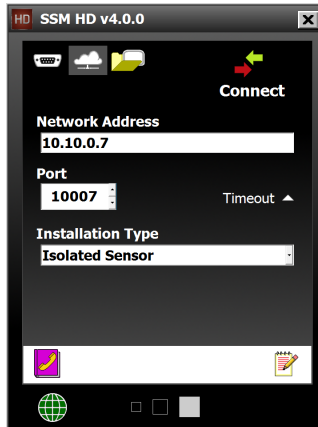 HD SSM HD v4.0.0
Connect
Network Address
10.10.0.7
Port
10007
Timeout
Installation Type
Isolated Sensor